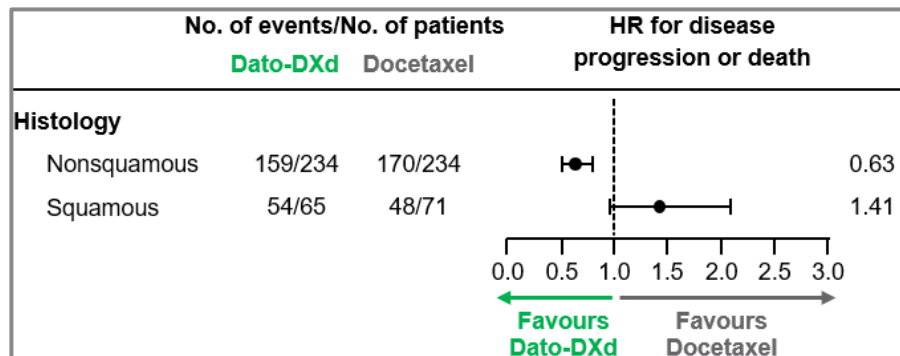 No. of events/No. of patients HR for disease
Dato-DXd Docetaxel progression or death
Histology
Nonsquamous 159/234 170/234 0.63
Squamous 54/65 48/71 1.41
0.0 0.5 1.0 1.5 2.0 2.5 3.0
Favours Favours
Dato-DXd Docetaxel